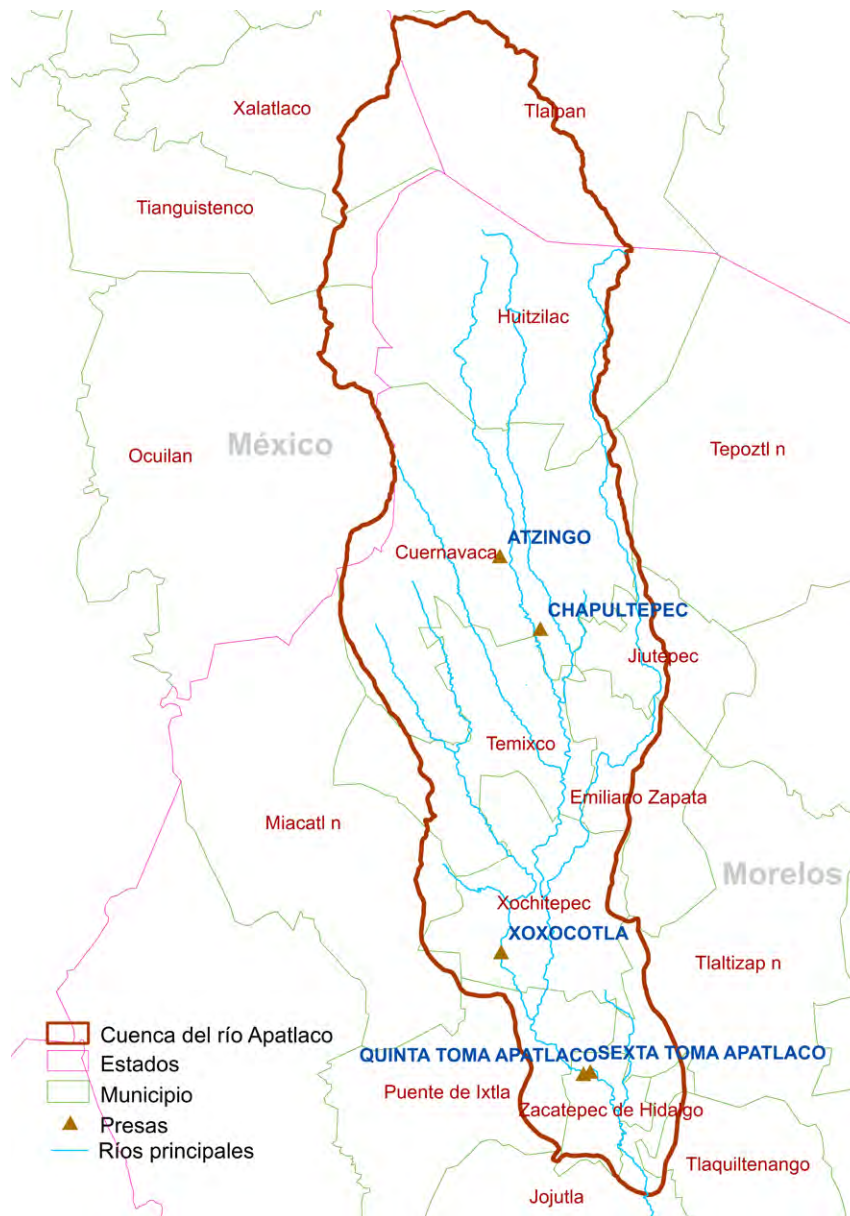 Xalatlaco
Tlalpan
Tianguistenco
Huitzilac
Ocuilan
México
Tepoztl n
ATZINGO
Cuernavaca
CHAPULTEPEC
Jiutepec
Temixco
Emiliano Zapata
Miacatl n
Morelos
Xochitepec
XOXOCOTLA
Tlaltizap n
QUINTA TOMA APATLACO
SEXTA TOMA APATLACO
Puente de Ixtla
Zacatepec de Hidalgo
Tlaquiltenango
Jojutla
Cuenca del río Apatlaco
Estados
Municipio
Presas
Ríos principales